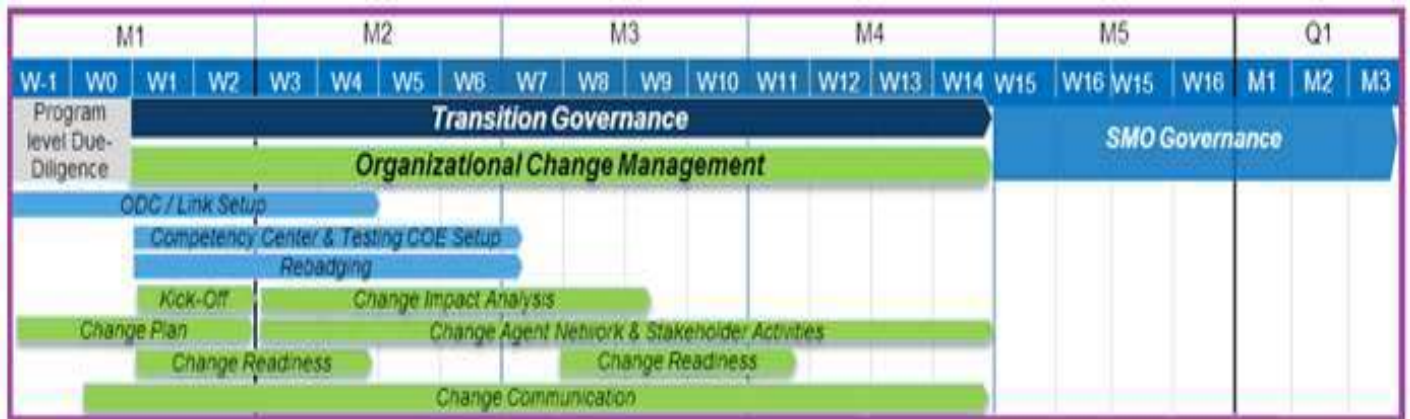 M1 M2 M3 M4 M5 Q1
W-1 W0 W1 W2 W3 W4 W5 W6 W7 W8 W9 W10 W11 W12 W13 W14 W15 W16 W15 W16 M1 M2 M3
Program
level Due-
Diligence
Transition Governance
Organizational Change Management
SMO Governance
ODC / Link Setup
Competency Center & Testing COE Setup
Rebadging
Kick-Off Change Impact Analysis
Change Plan Change Agent Network & Stakeholder Activities
Change Readiness Change Readiness
Change Communication